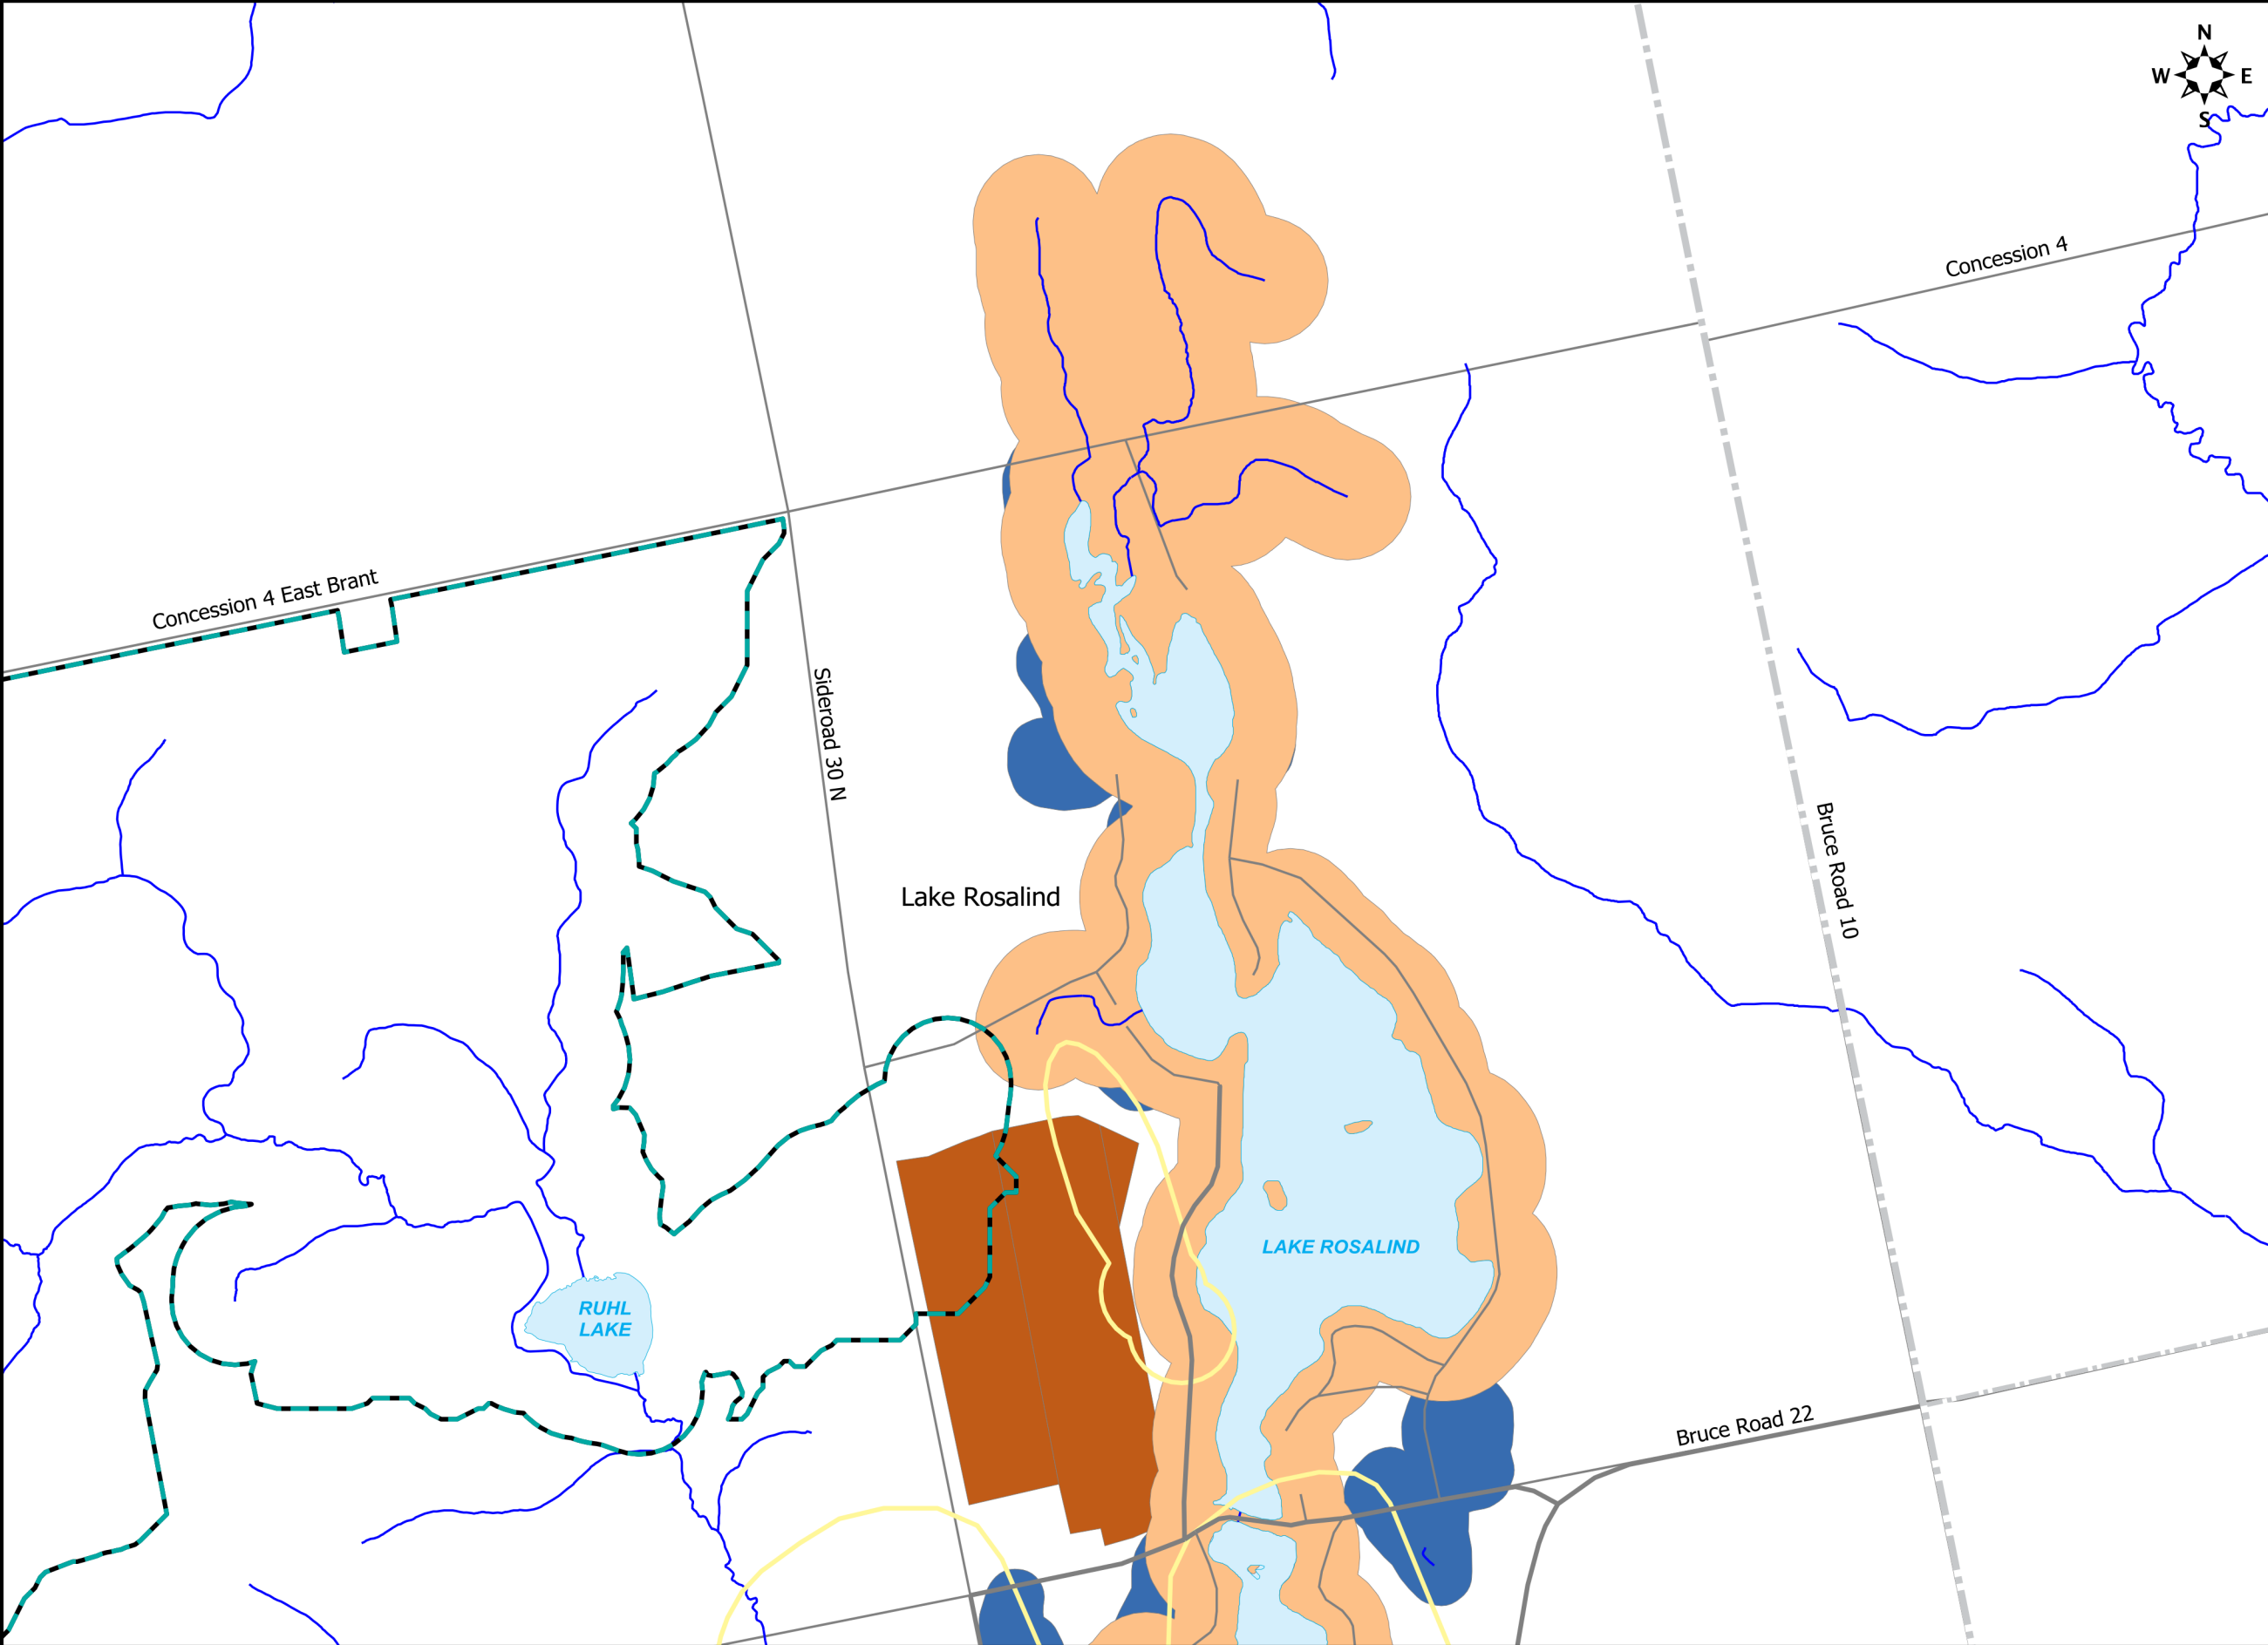 N
W E
S
Concession 4
Concession 4 East Brant
Sideroad 30 N
Bruce Road 10
Lake Rosalind
LAKE ROSALIND
RUHL
LAKE
Bruce Road 22